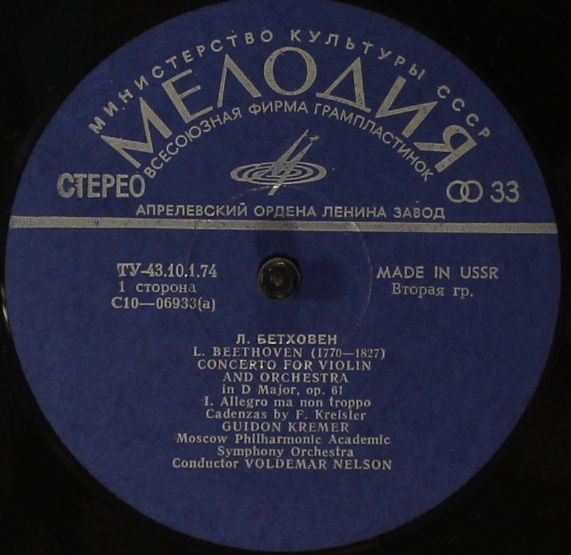 МИНИСТЕРСТВО КУЛЬТУРЫ СССР
МЕЛОДИЯ
ВСЕСОЮЗНАЯ ФИРМА ГРАМПЛАСТИНОК
СТЕРЕО
33
АПРЕЛЕВСКИЙ ОРДЕНА ЛЕНИНА ЗАВОД
ТУ-43.10.1.74
1 сторона
С10—06933(а)
MADE IN USSR
Вторая гр.
Л. БЕТХОВЕН
L. BEETHOVEN (1770—1827)
CONCERTO FOR VIOLIN
AND ORCHESTRA
in D Major, op. 61
I. Allegro ma non troppo
Cadenzas by F. Kreisler
GUIDON KREMER
Moscow Philharmonic Academic
Symphony Orchestra
Conductor VOLDEMAR NELSON